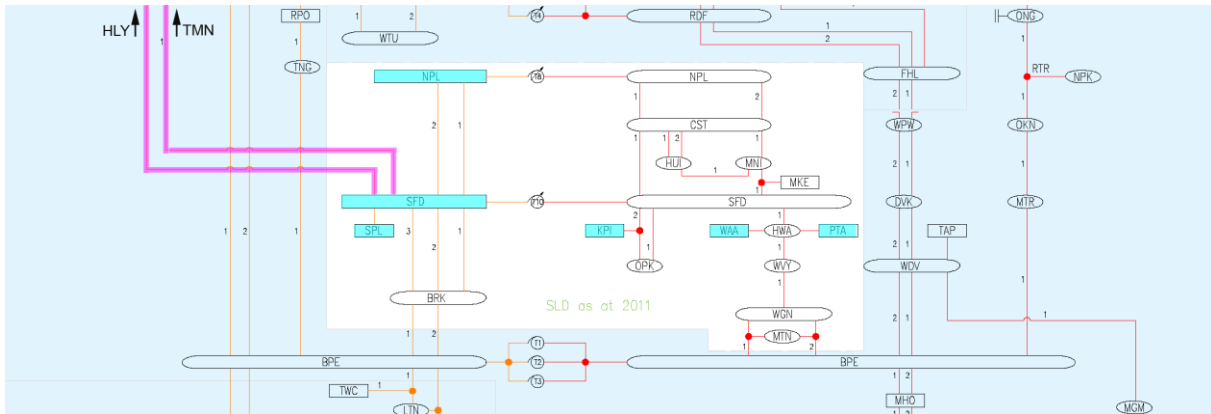 RPO 1 2 T4 RDF 1 2 ONG
HLY TMN WTU
1 1 1
TNG NPL T8 NPL FHL RTR NPK
1 2 2 1 1
2 1 CST WPW OKN
1 1 2 1
HUI MNI 2 1 1
1 MKE
1
SFD SFD DVK MTR
SPL 3 1 KPI 2 1 WAA HWA PTA TAP
2 1 2 1
1 2 1 OPK WVY WDV
1
BRK 1 1
SLD as at 2011 WGN 1
1 2 MTN 2 1
T1 1 2
BPE T2 BPE
T3
TWC 1 1 1 2
LTN MHO MGM
1 2